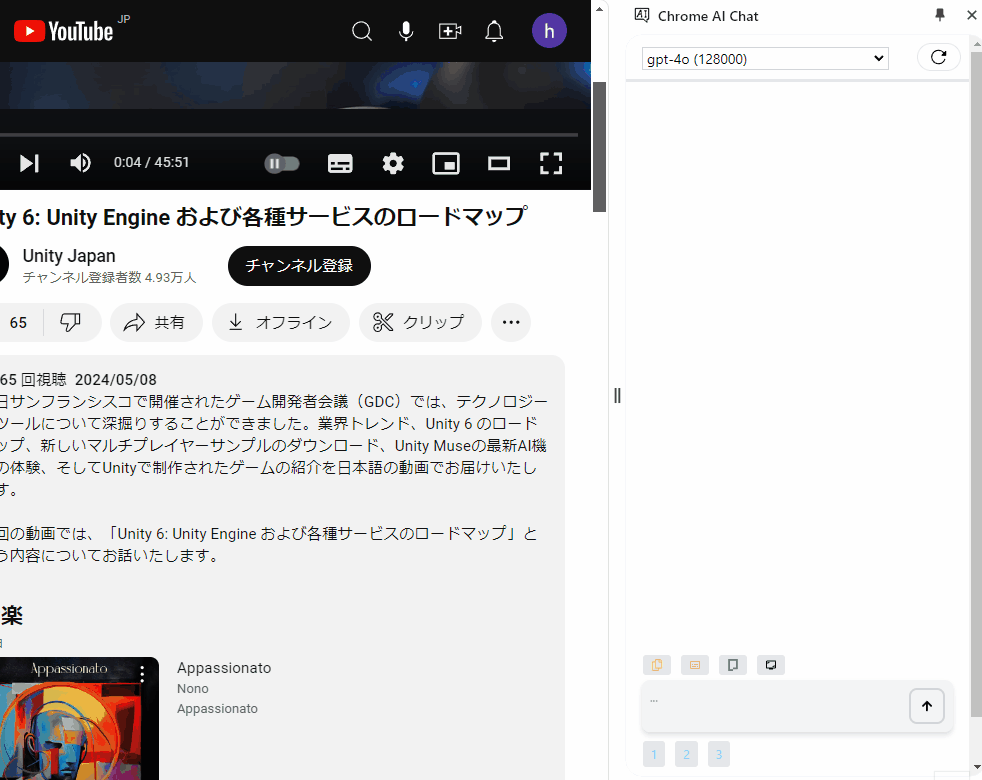 YouTube JP
h
Chrome AI Chat
gpt-4o (128000)
0:04 / 45:51
ty 6: Unity Engine および各種サービスのロードマップ
Unity Japan
チャンネル登録者数 4.93万人
チャンネル登録
65
共有
オフライン
クリップ
65 回視聴 2024/05/08
日サンフランシスコで開催されたゲーム開発者会議（GDC）では、テクノロジー
ツールについて深掘りすることができました。業界トレンド、Unity 6 のロード
ップ、新しいマルチプレイヤーサンプルのダウンロード、Unity Museの最新AI機
の体験、そしてUnityで制作されたゲームの紹介を日本語の動画でお届けいたし
す。
回の動画では、「Unity 6: Unity Engine および各種サービスのロードマップ」と
う内容についてお話いたします。
楽
Appassionato
Appassionato
Nono
Appassionato
...
1 2 3